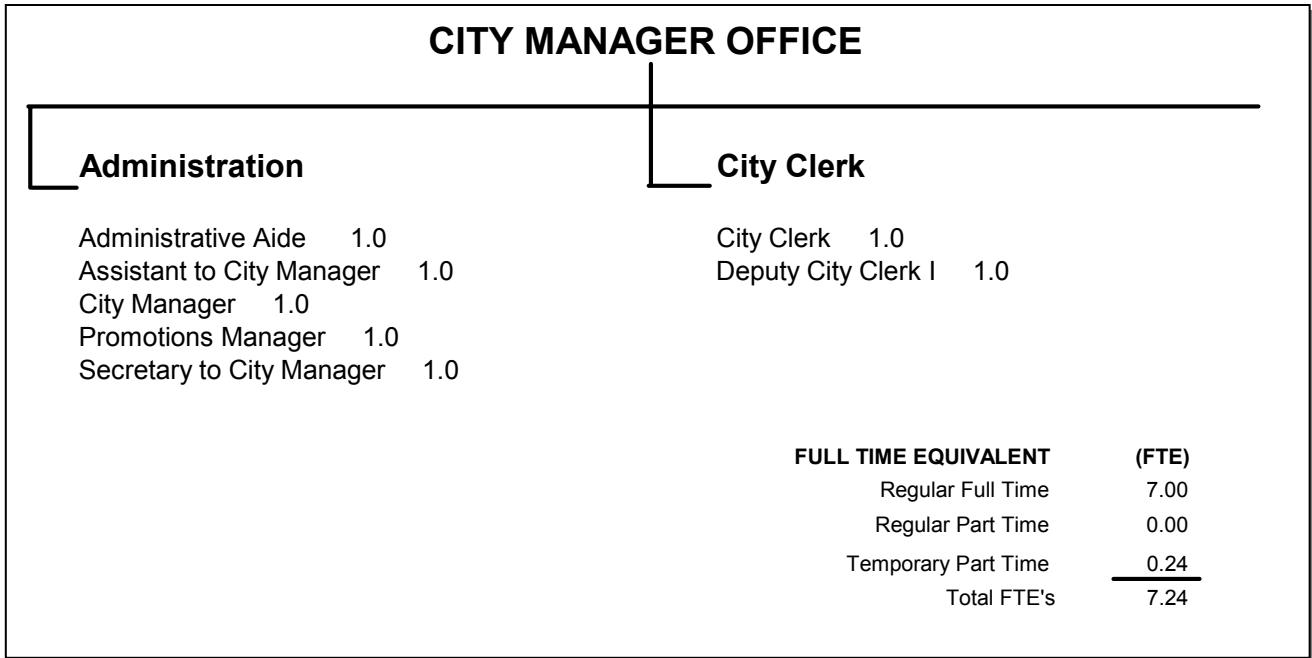 CITY MANAGER OFFICE
Administration
Administrative Aide 1.0
Assistant to City Manager 1.0
City Manager 1.0
Promotions Manager 1.0
Secretary to City Manager 1.0
City Clerk
City Clerk 1.0
Deputy City Clerk I 1.0
FULL TIME EQUIVALENT (FTE)
Regular Full Time 7.00
Regular Part Time 0.00
Temporary Part Time 0.24
Total FTE's 7.24